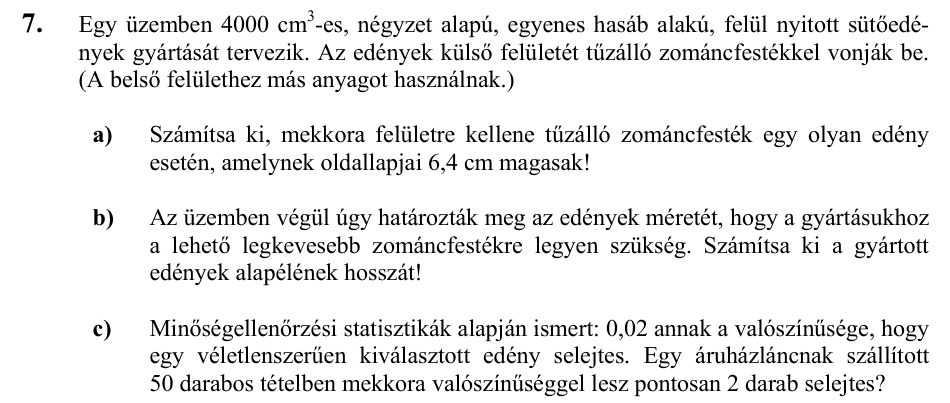 7. Egy üzemben 4000 cm³-es, négyzet alapú, egyenes hasáb alakú, felül nyitott sütőedé-
nyek gyártását tervezik. Az edények külső felületét tűzálló zománcfestékkel vonják be.
(A belső felülethez más anyagot használnak.)
a) Számítsa ki, mekkora felületre kellene tűzálló zománcfesték egy olyan edény
esetén, amelynek oldallapjai 6,4 cm magasak!
b) Az üzemben végül úgy határozták meg az edények méretét, hogy a gyártásukhoz
a lehető legkevesebb zománcfestékre legyen szükség. Számítsa ki a gyártott
edények alapélének hosszát!
c) Minőségellenőrzési statisztikák alapján ismert: 0,02 annak a valószínűsége, hogy
egy véletlenszerűen kiválasztott edény selejtes. Egy áruházláncnak szállított
50 darabos tételben mekkora valószínűséggel lesz pontosan 2 darab selejtes?